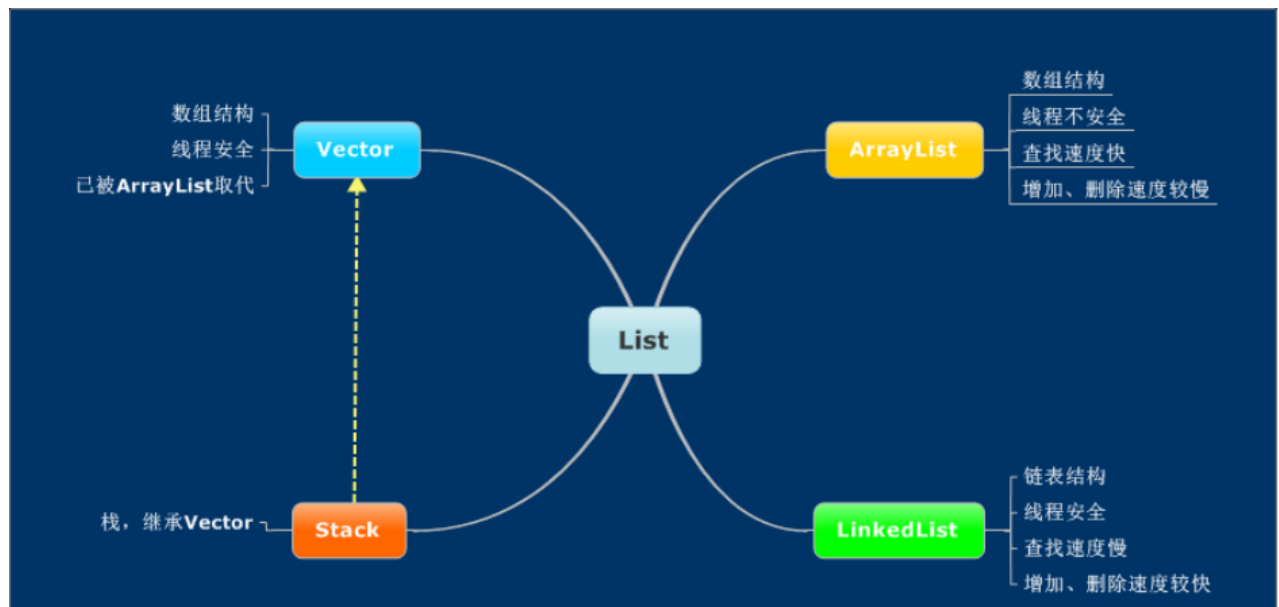 数组结构
线程安全
已被ArrayList取代
Vector
ArrayList
数组结构
线程不安全
查找速度快
增加、删除速度较慢
List
栈，继承Vector
Stack
LinkedList
链表结构
线程安全
查找速度慢
增加、删除速度较快